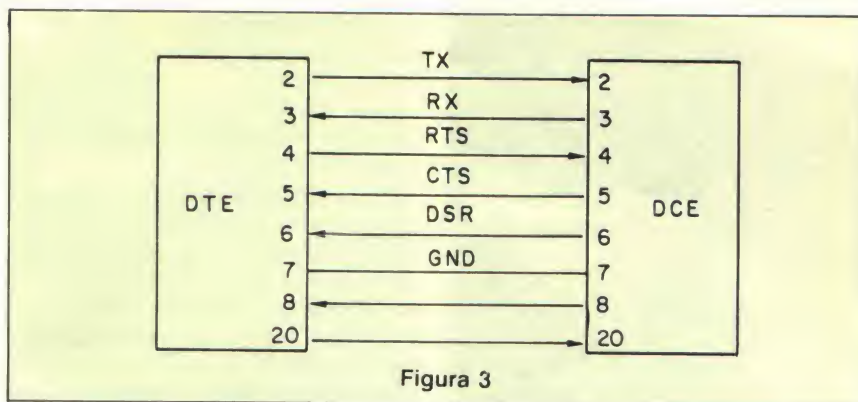 TX
2 2
RX
3 3
RTS
4 4
CTS
5 5
DTE DCE
DSR
6 6
GND
7 7
8 8
20 20
Figura 3